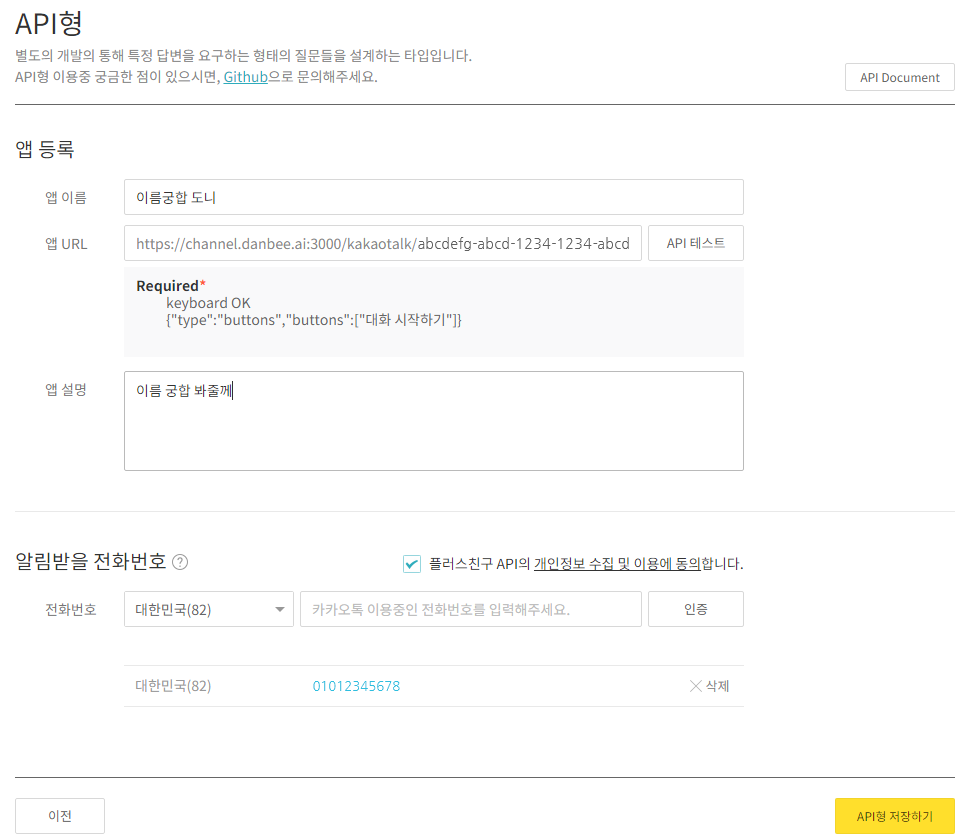 API형
별도의 개발의 통해 특정 답변을 요구하는 형태의 질문들을 설계하는 타입입니다.
API형 이용중 궁금한 점이 있으시면, Github으로 문의해주세요.
API Document
앱 등록
앱 이름
이름궁합 도니
앱 URL
https://channel.danbee.ai:3000/kakaotalk/abcdefg-abcd-1234-1234-abcd
API 테스트
Required*
keyboard OK
{"type":"buttons","buttons":["대화 시작하기"]}
앱 설명
이름 궁합 봐줄께
알림받을 전화번호 ?
플러스친구 API의 개인정보 수집 및 이용에 동의합니다.
전화번호
대한민국(82)
카카오톡 이용중인 전화번호를 입력해주세요.
인증
대한민국(82)
01012345678
삭제
이전
API형 저장하기